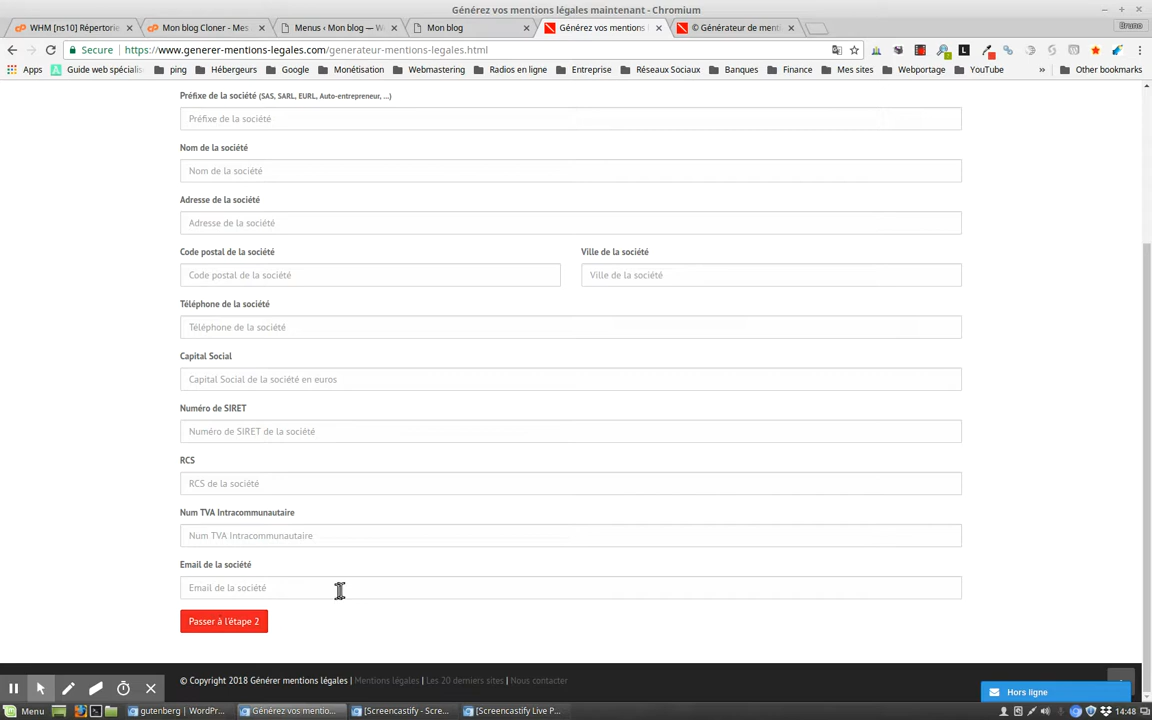 Générez vos mentions légales maintenant - Chromium
WHM [ns10] Répertorie
Mon blog Cloner - Mes
Menus ‹ Mon blog — W
Mon blog
Générez vos mentions l
© Générateur de menti
Bruno
Secure
https://www.generer-mentions-legales.com/generateur-mentions-legales.html
Apps
Guide web spécialis
ping
Hébergeurs
Google
Monétisation
Webmastering
Radios en ligne
Entreprise
Réseaux Sociaux
Banques
Finance
Mes sites
Webportage
YouTube
»
Other bookmarks
Préfixe de la société (SAS, SARL, EURL, Auto-entrepreneur, ...)
Préfixe de la société
Nom de la société
Nom de la société
Adresse de la société
Adresse de la société
Code postal de la société
Ville de la société
Code postal de la société
Ville de la société
Téléphone de la société
Téléphone de la société
Capital Social
Capital Social de la société en euros
Numéro de SIRET
Numéro de SIRET de la société
RCS
RCS de la société
Num TVA Intracommunautaire
Num TVA Intracommunautaire
Email de la société
Email de la société
Passer à l'étape 2
© Copyright 2018 Générer mentions légales | Mentions légales | Les 20 derniers sites | Nous contacter
Hors ligne
Menu
gutenberg | WordPr...
Générez vos mentio...
[Screencastify - Scre...
[Screencastify Live P...
14:48